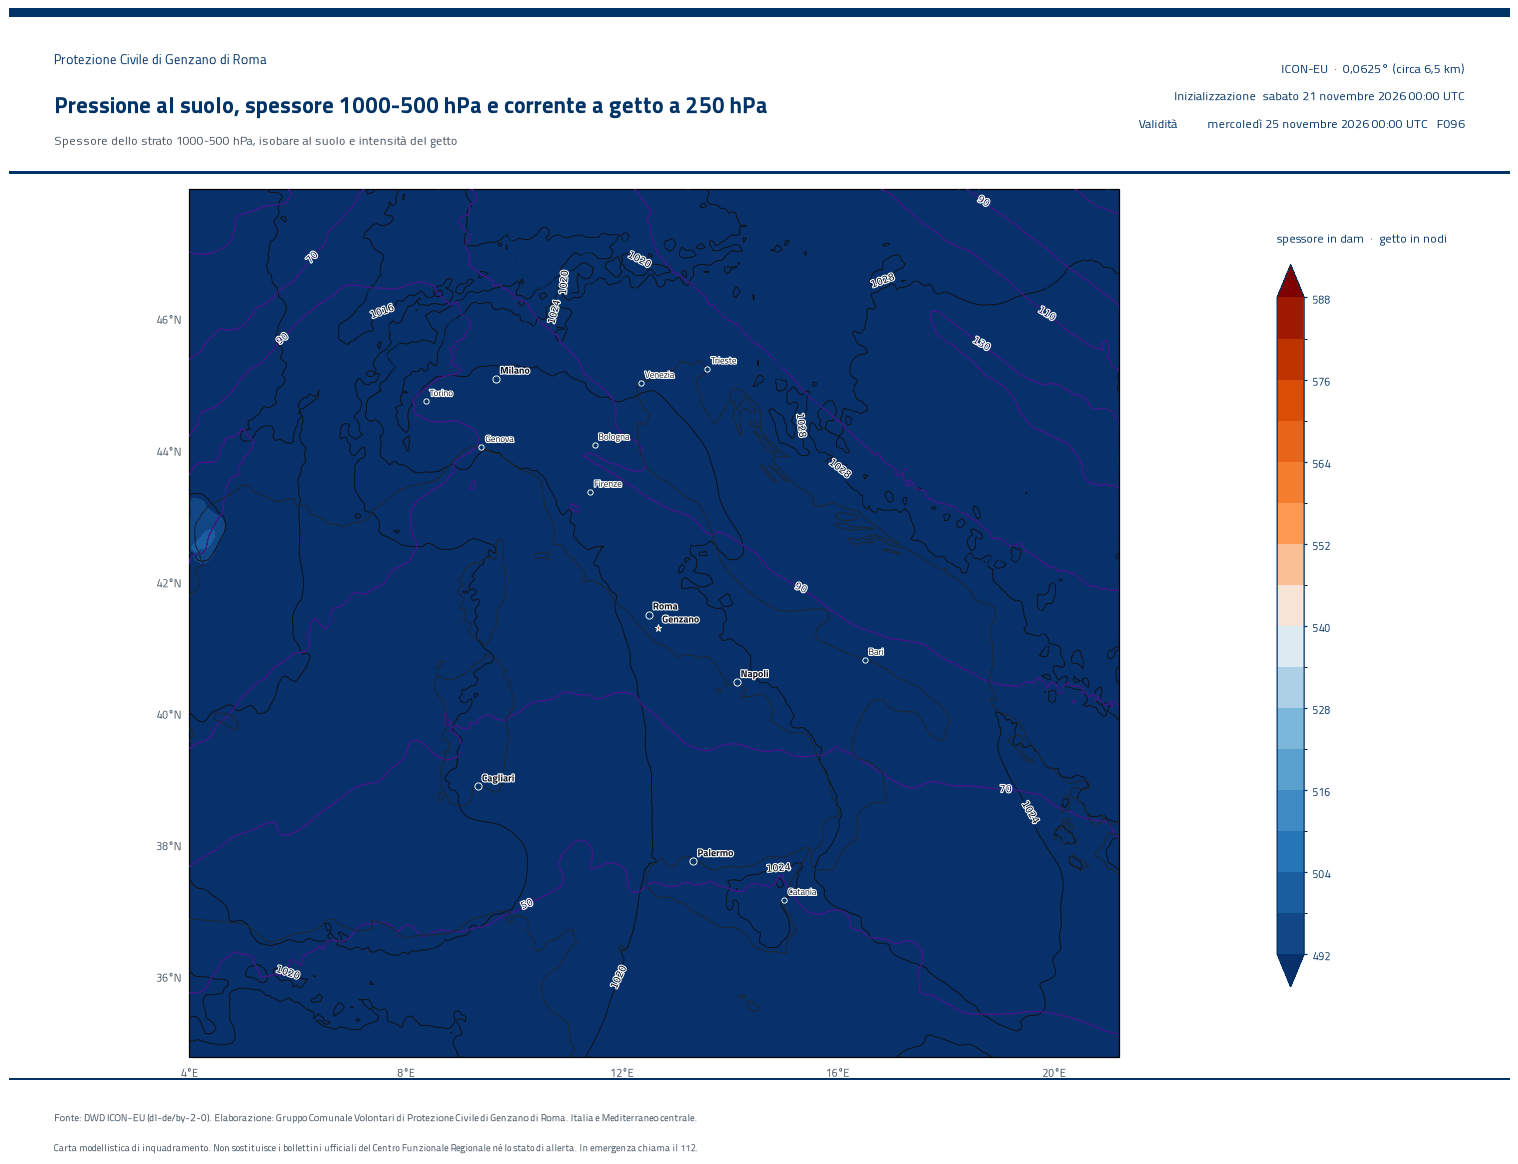 Protezione Civile di Genzano di Roma
Pressione al suolo, spessore 1000-500 hPa e corrente a getto a 250 hPa
Spessore dello strato 1000-500 hPa, isobare al suolo e intensità del getto
ICON-EU · 0,0625° (circa 6,5 km)
Inizializzazione sabato 21 novembre 2026 00:00 UTC
Validità mercoledì 25 novembre 2026 00:00 UTC F096
spessore in dam · getto in nodi
588
576
564
552
540
528
516
504
492
46°N
44°N
42°N
40°N
38°N
36°N
4°E
8°E
12°E
16°E
20°E
90
70
1020
1020
1028
1016
1024
110
90
130
Trieste
Milano
Venezia
Torino
1028
Genova
Bologna
1028
Firenze
90
Roma
Genzano
Bari
Napoli
Cagliari
70
1024
Palermo
1024
Catania
50
1020
1020
Fonte: DWD ICON-EU (dl-de/by-2-0). Elaborazione: Gruppo Comunale Volontari di Protezione Civile di Genzano di Roma. Italia e Mediterraneo centrale.
Carta modellistica di inquadramento. Non sostituisce i bollettini ufficiali del Centro Funzionale Regionale né lo stato di allerta. In emergenza chiama il 112.